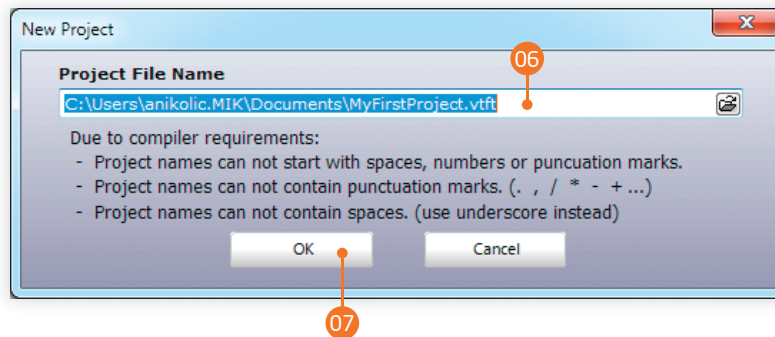 New Project
x
06
Project File Name
C:\Users\anikolic.MIK\Documents\MyFirstProject.vtft
Due to compiler requirements:
- Project names can not start with spaces, numbers or puncuation marks.
- Project names can not contain punctuation marks. (. , / * - + ...)
- Project names can not contain spaces. (use underscore instead)
OK Cancel
07